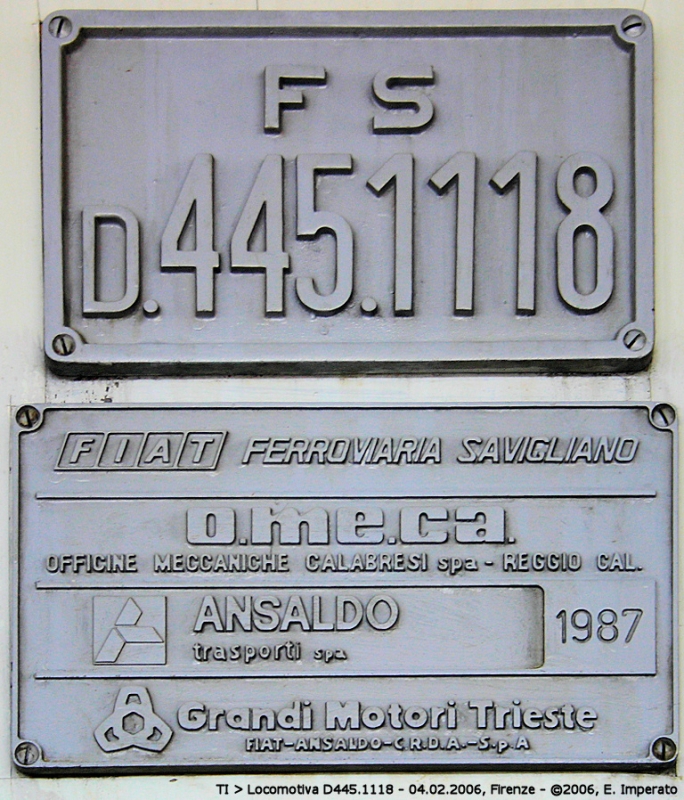 FS
D.445.1118
FIAT FERROVIARIA SAVIGLIANO
O.me.ca.
OFFICINE MECCANICHE CALABRESI spa - REGGIO CAL.
ANSALDO
trasporti spa
1987
Grandi Motori Trieste
FIAT-ANSALDO-C.R.D.A.-S.p.A
TI > Locomotiva D445.1118 - 04.02.2006, Firenze - ©2006, E. Imperato